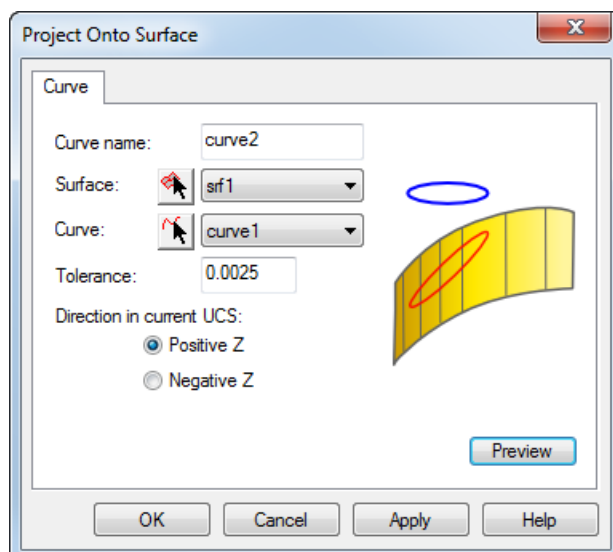 Project Onto Surface
Curve
Curve name: curve2
Surface: srf1
Curve: curve1
Tolerance: 0.0025
Direction in current UCS:
Positive Z
Negative Z
Preview
OK Cancel Apply Help